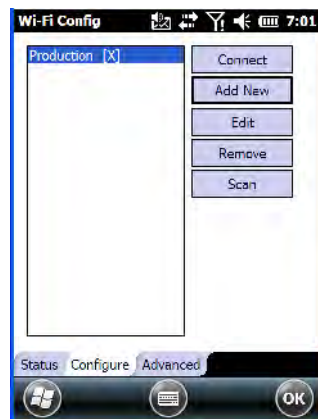 Wi-Fi Config 7:01
Production [X]
Connect
Add New
Edit
Remove
Scan
Status Configure Advanced
OK